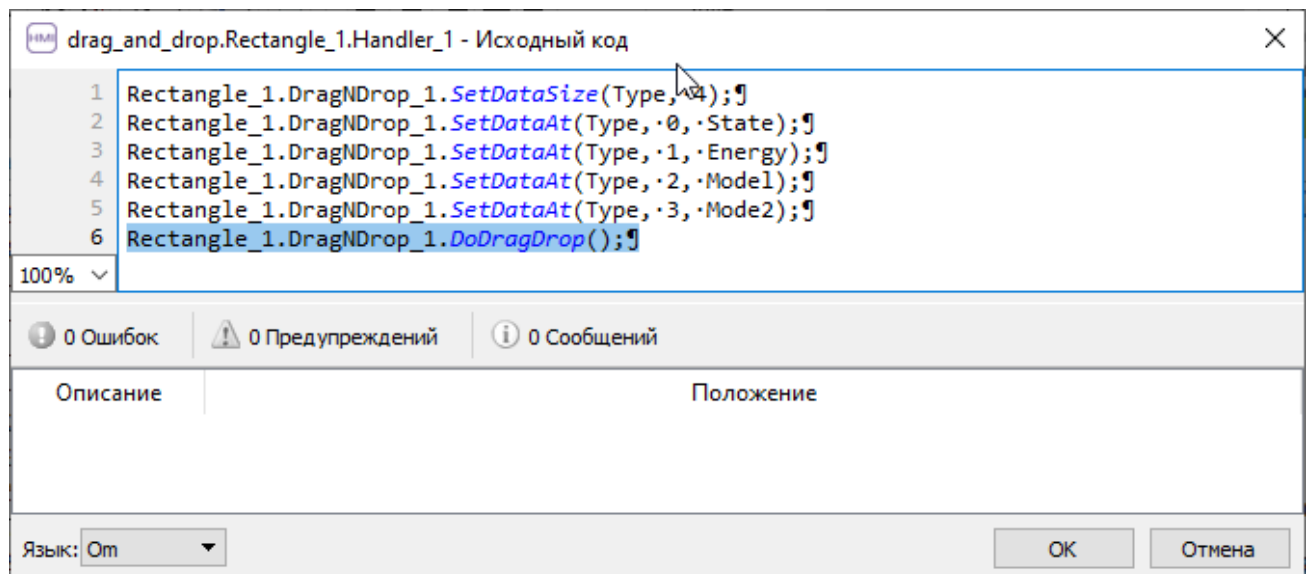 HMI drag_and_drop.Rectangle_1.Handler_1 - Исходный код
1 Rectangle_1.DragNDrop_1.SetDataSize(Type,·4);¶
2 Rectangle_1.DragNDrop_1.SetDataAt(Type,·0,·State);¶
3 Rectangle_1.DragNDrop_1.SetDataAt(Type,·1,·Energy);¶
4 Rectangle_1.DragNDrop_1.SetDataAt(Type,·2,·Model);¶
5 Rectangle_1.DragNDrop_1.SetDataAt(Type,·3,·Mode2);¶
6 Rectangle_1.DragNDrop_1.DoDragDrop();¶
100%
0 Ошибок 0 Предупреждений 0 Сообщений
Описание Положение
Язык: Om OK Отмена